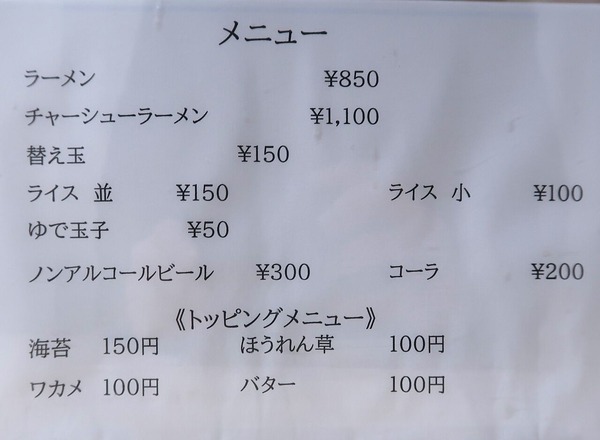 メニュー
ラーメン ¥850
チャーシューラーメン ¥1,100
替え玉 ¥150
ライス 並 ¥150 ライス 小 ¥100
ゆで玉子 ¥50
ノンアルコールビール ¥300 コーラ ¥200
《トッピングメニュー》
海苔 150円 ほうれん草 100円
ワカメ 100円 バター 100円